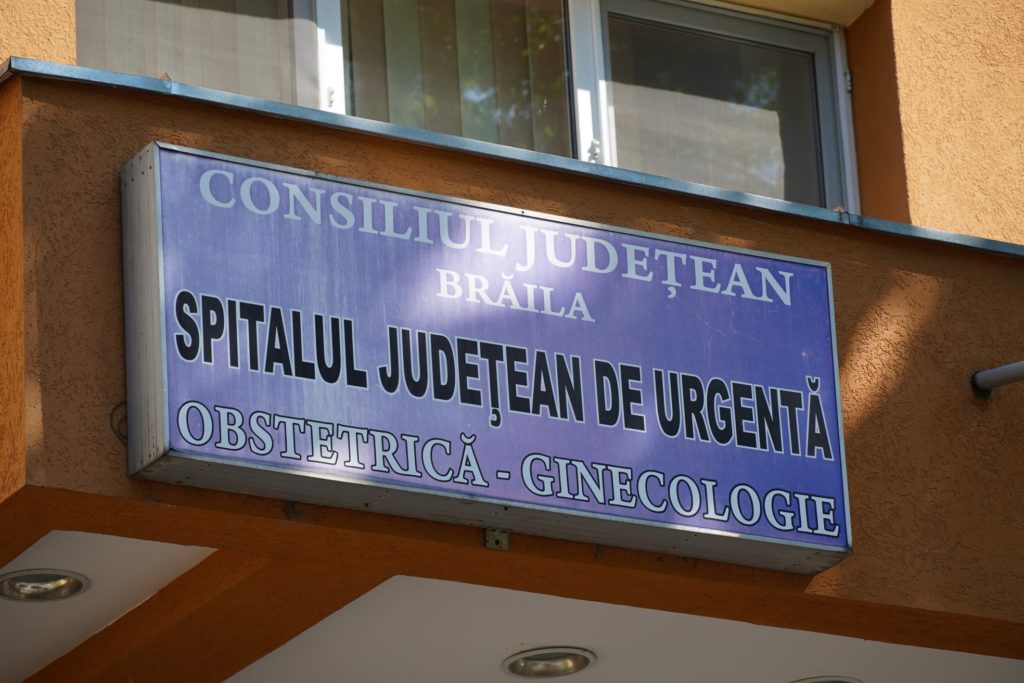 CONSILIUL JUDEȚEAN
BRĂILA
SPITALUL JUDEȚEAN DE URGENTĂ
OBSTETRICĂ - GINECOLOGIE